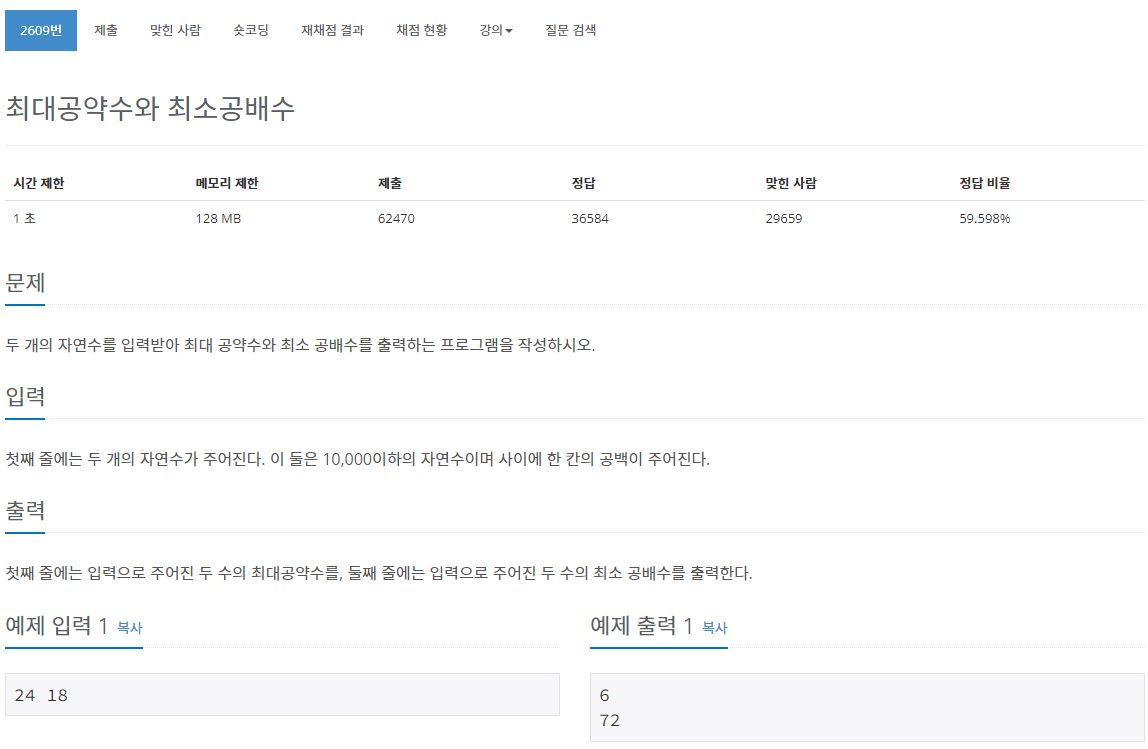 2609번 제출 맞힌 사람 숏코딩 재채점 결과 채점 현황 강의 질문 검색
최대공약수와 최소공배수
시간 제한 메모리 제한 제출 정답 맞힌 사람 정답 비율
1 초 128 MB 62470 36584 29659 59.598%
문제
두 개의 자연수를 입력받아 최대 공약수와 최소 공배수를 출력하는 프로그램을 작성하시오.
입력
첫째 줄에는 두 개의 자연수가 주어진다. 이 둘은 10,000이하의 자연수이며 사이에 한 칸의 공백이 주어진다.
출력
첫째 줄에는 입력으로 주어진 두 수의 최대공약수를, 둘째 줄에는 입력으로 주어진 두 수의 최소 공배수를 출력한다.
예제 입력 1 복사
24 18
예제 출력 1 복사
6
72